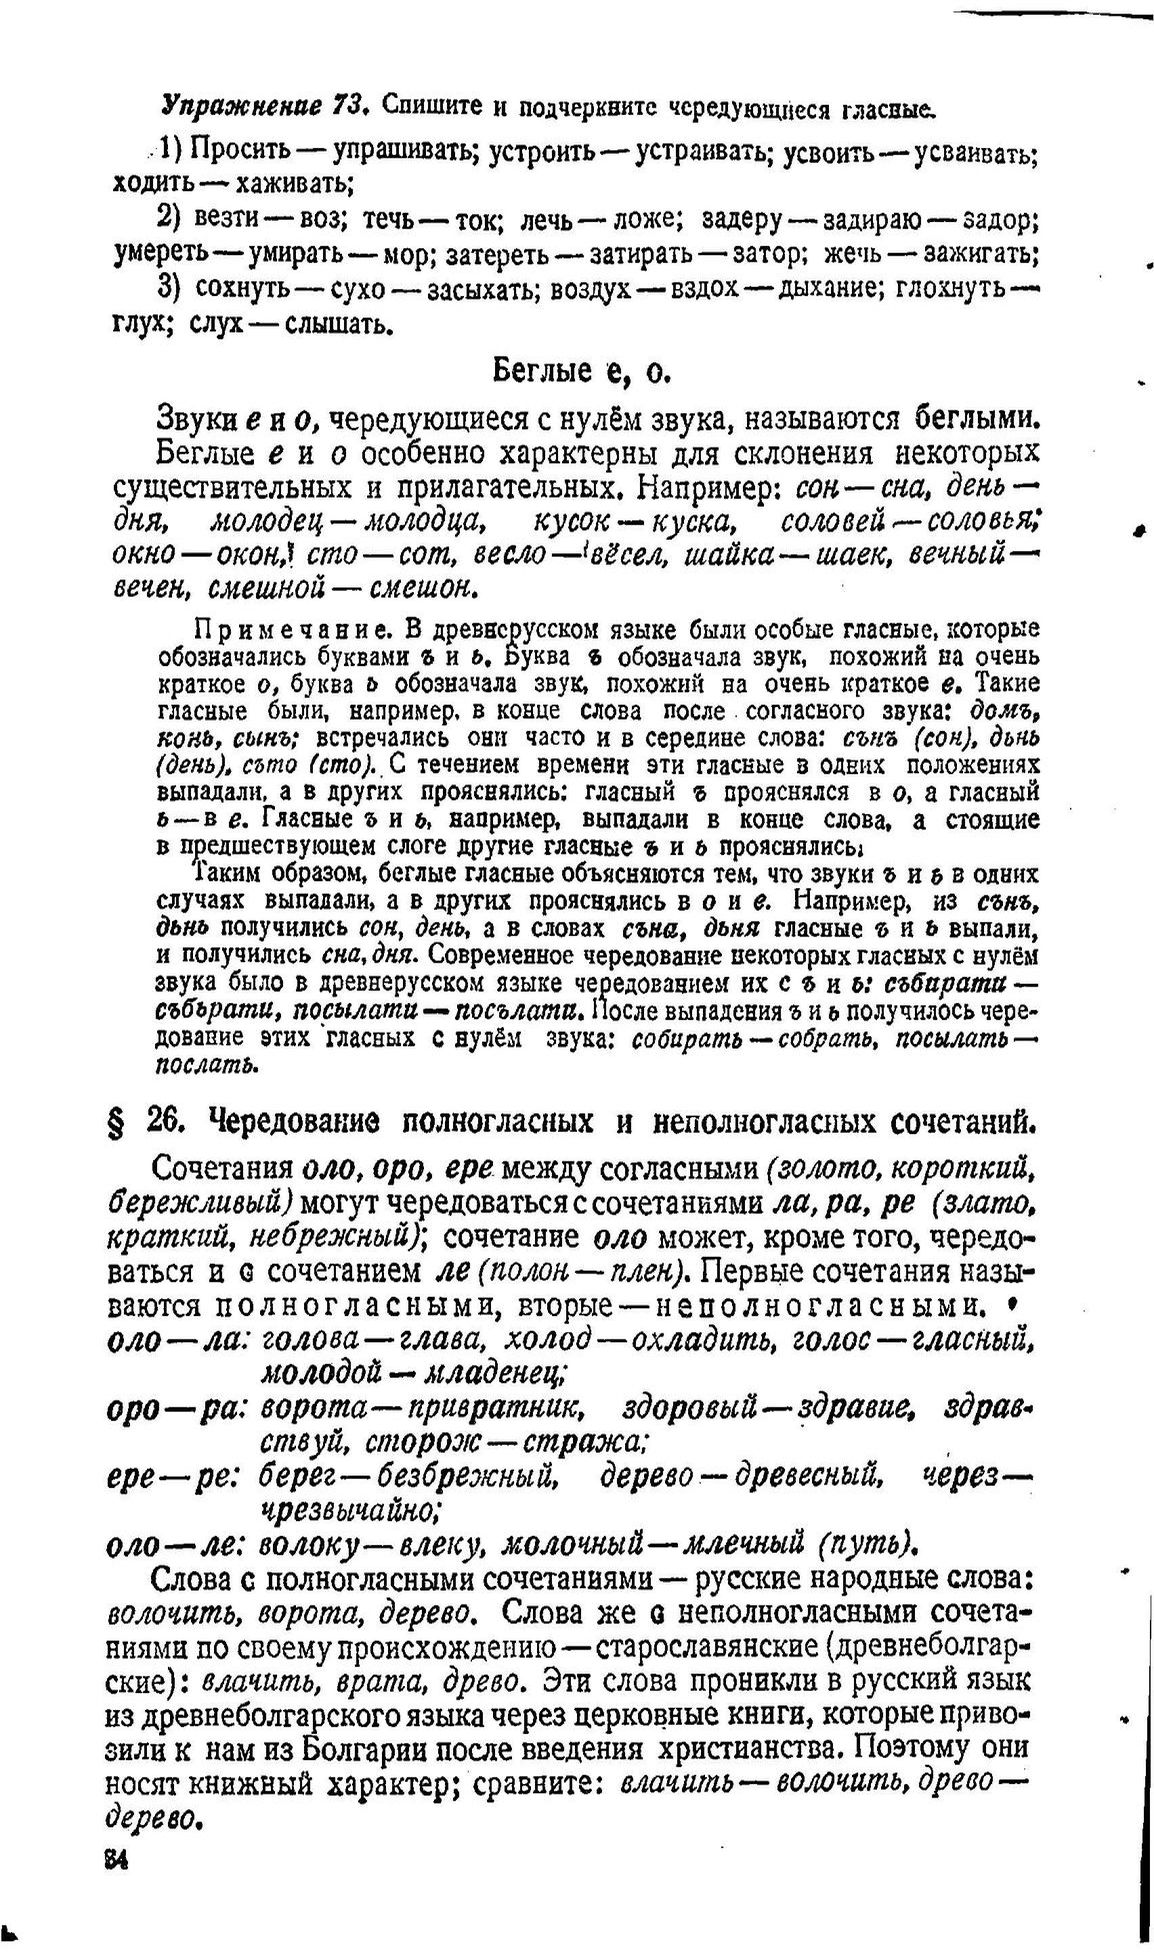 Упражнение 73. Спишите и подчеркните чередующиеся гласные.
1) Просить — упрашивать; устроить — устраивать; усвоить — усваивать;
ходить — хаживать;
2) везти — воз; течь — ток; лечь — ложе; задеру — задираю — задор;
умереть — умирать — мор; затереть — затирать — затор; жечь — зажигать;
3) сохнуть — сухо — засыхать; воздух — вздох — дыхание; глохнуть —
глух; слух — слышать.
Беглые е, о.
Звуки е и о, чередующиеся с нулём звука, называются беглыми.
Беглые е и о особенно характерны для склонения некоторых
существительных и прилагательных. Например: сон — сна, день —
дня, молодец — молодца, кусок — куска, соловей — соловья;
окно — окон, сто — сот, весло — вёсел, шайка — шаек, вечный —
вечен, смешной — смешон.
Примечание. В древнерусском языке были особые гласные, которые
обозначались буквами ъ и ь. Буква ъ обозначала звук, похожий на очень
краткое о, буква ь обозначала звук, похожий на очень краткое е. Такие
гласные были, например, в конце слова после согласного звука: домъ,
конь, сынъ; встречались они часто и в середине слова: сънъ (сон), дьнь
(день), съто (сто). С течением времени эти гласные в одних положениях
выпадали, а в других прояснялись: гласный ъ прояснялся в о, а гласный
ь — в е. Гласные ъ и ь, например, выпадали в конце слова, а стоящие
в предшествующем слоге другие гласные ъ и ь прояснялись;
Таким образом, беглые гласные объясняются тем, что звуки ъ и ь в одних
случаях выпадали, а в других прояснялись в о и е. Например, из сънъ,
дьнь получились сон, день, а в словах съна, дьня гласные ъ и ь выпали,
и получились сна, дня. Современное чередование некоторых гласных с нулём
звука было в древнерусском языке чередованием их с ъ и ь: събирати —
събьрати, посылати — посълати. После выпадения ъ и ь получилось чере-
дование этих гласных с нулём звука: собирать — собрать, посылать —
послать.
§ 26. Чередование полногласных и неполногласных сочетаний.
Сочетания оло, оро, ере между согласными (золото, короткий,
бережливый) могут чередоваться с сочетаниями ла, ра, ре (злато,
краткий, небрежный); сочетание оло может, кроме того, чередо-
ваться и с сочетанием ле (полон — плен). Первые сочетания назы-
ваются полногласными, вторые — неполногласными.
оло — ла: голова — глава, холод — охладить, голос — гласный,
молодой — младенец;
оро — ра: ворота — привратник, здоровый — здравие, здрав-
ствуй, сторож — стража;
ере — ре: берег — безбрежный, дерево — древесный, через —
чрезвычайно;
оло — ле: волоку — влеку, молочный — млечный (путь).
Слова с полногласными сочетаниями — русские народные слова:
волочить, ворота, дерево. Слова же с неполногласными сочета-
ниями по своему происхождению — старославянские (древнеболгар-
ские): влачить, врата, древо. Эти слова проникли в русский язык
из древнеболгарского языка через церковные книги, которые приво-
зили к нам из Болгарии после введения христианства. Поэтому они
носят книжный характер; сравните: влачить — волочить, древо —
дерево.
84